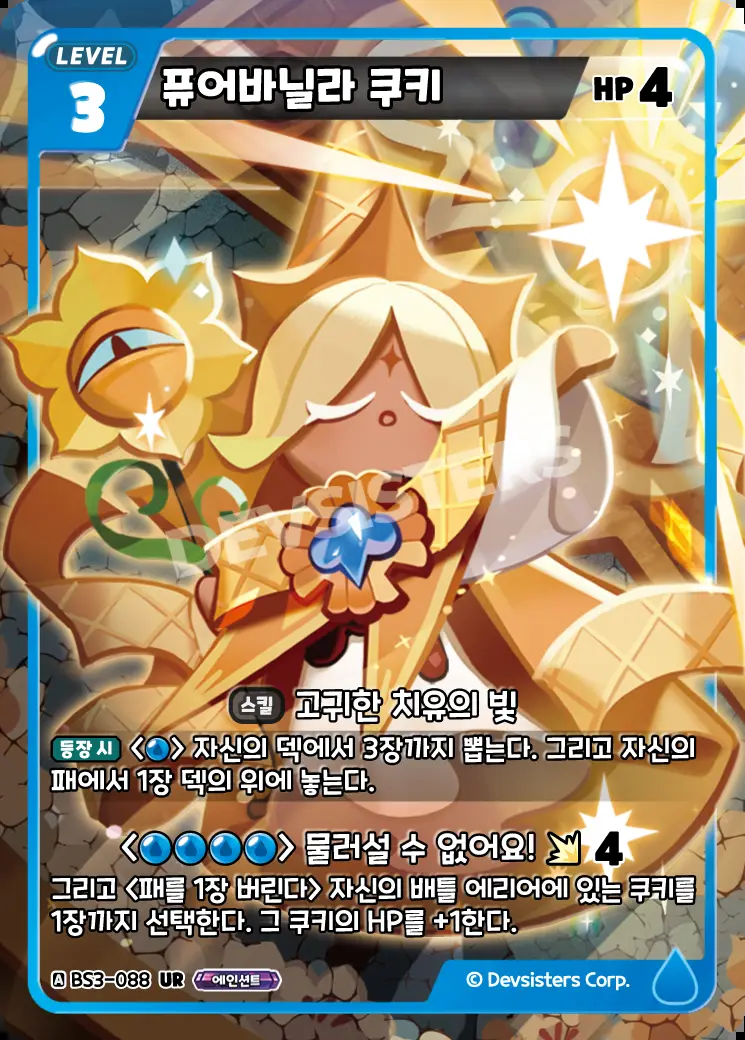 LEVEL
3
퓨어바닐라 쿠키
HP 4
DEVSISTERS
스킬 고귀한 치유의 빛
등장 시 < > 자신의 덱에서 3장까지 뽑는다. 그리고 자신의
패에서 1장 덱의 위에 놓는다.
< > 물러설 수 없어요! 4
그리고 <패를 1장 버린다> 자신의 배틀 에리어에 있는 쿠키를
1장까지 선택한다. 그 쿠키의 HP를 +1한다.
A BS3-088 UR 에인션트
© Devsisters Corp.